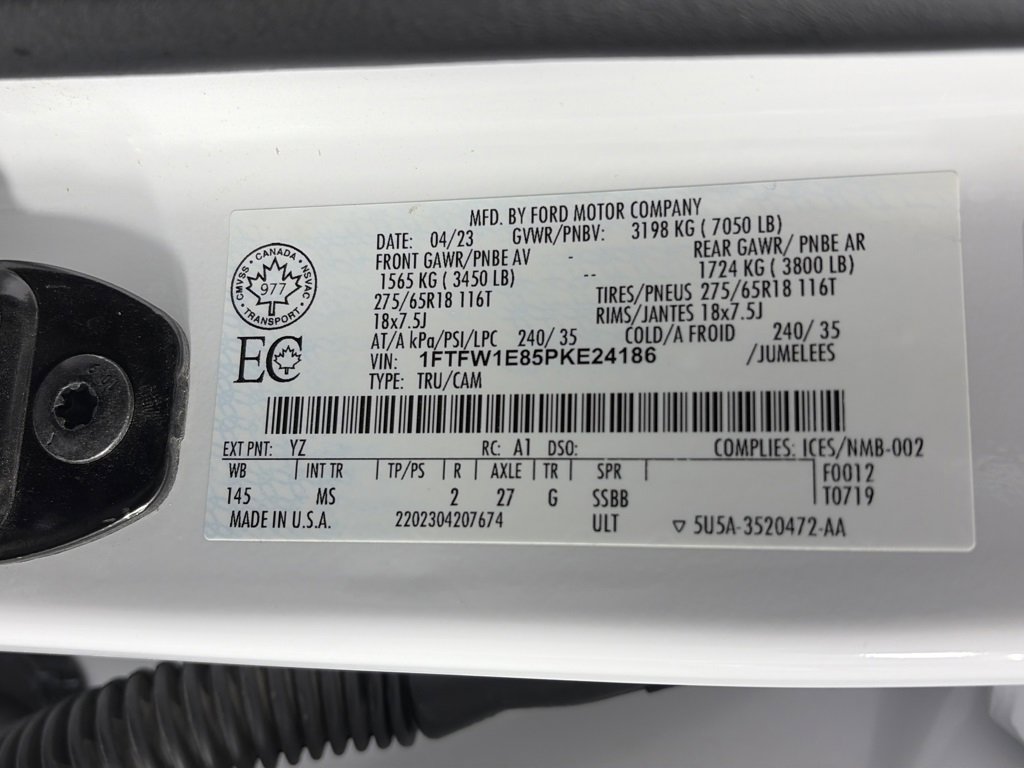 MFD. BY FORD MOTOR COMPANY
DATE: 04/23 GVWR/PNBV: 3198 KG ( 7050 LB)
FRONT GAWR/PNBE AV - REAR GAWR/ PNBE AR
1565 KG ( 3450 LB) -- 1724 KG ( 3800 LB)
275/65R18 116T TIRES/PNEUS 275/65R18 116T
18x7.5J RIMS/JANTES 18x7.5J
AT/A kPa/PSI/LPC 240/ 35 COLD/A FROID 240/ 35
VIN: 1FTFW1E85PKE24186 /JUMELEES
TYPE: TRU/CAM
CANADA
CMVSS NSVAC
977
TRANSPORT
EC
EXT PNT: YZ RC: A1 DSO: COMPLIES: ICES/NMB-002
WB | INT TR | TP/PS | R | AXLE | TR | SPR | F0012
145 MS 2 27 G SSBB | T0719
MADE IN U.S.A. 2202304207674 ULT ▽ 5U5A-3520472-AA